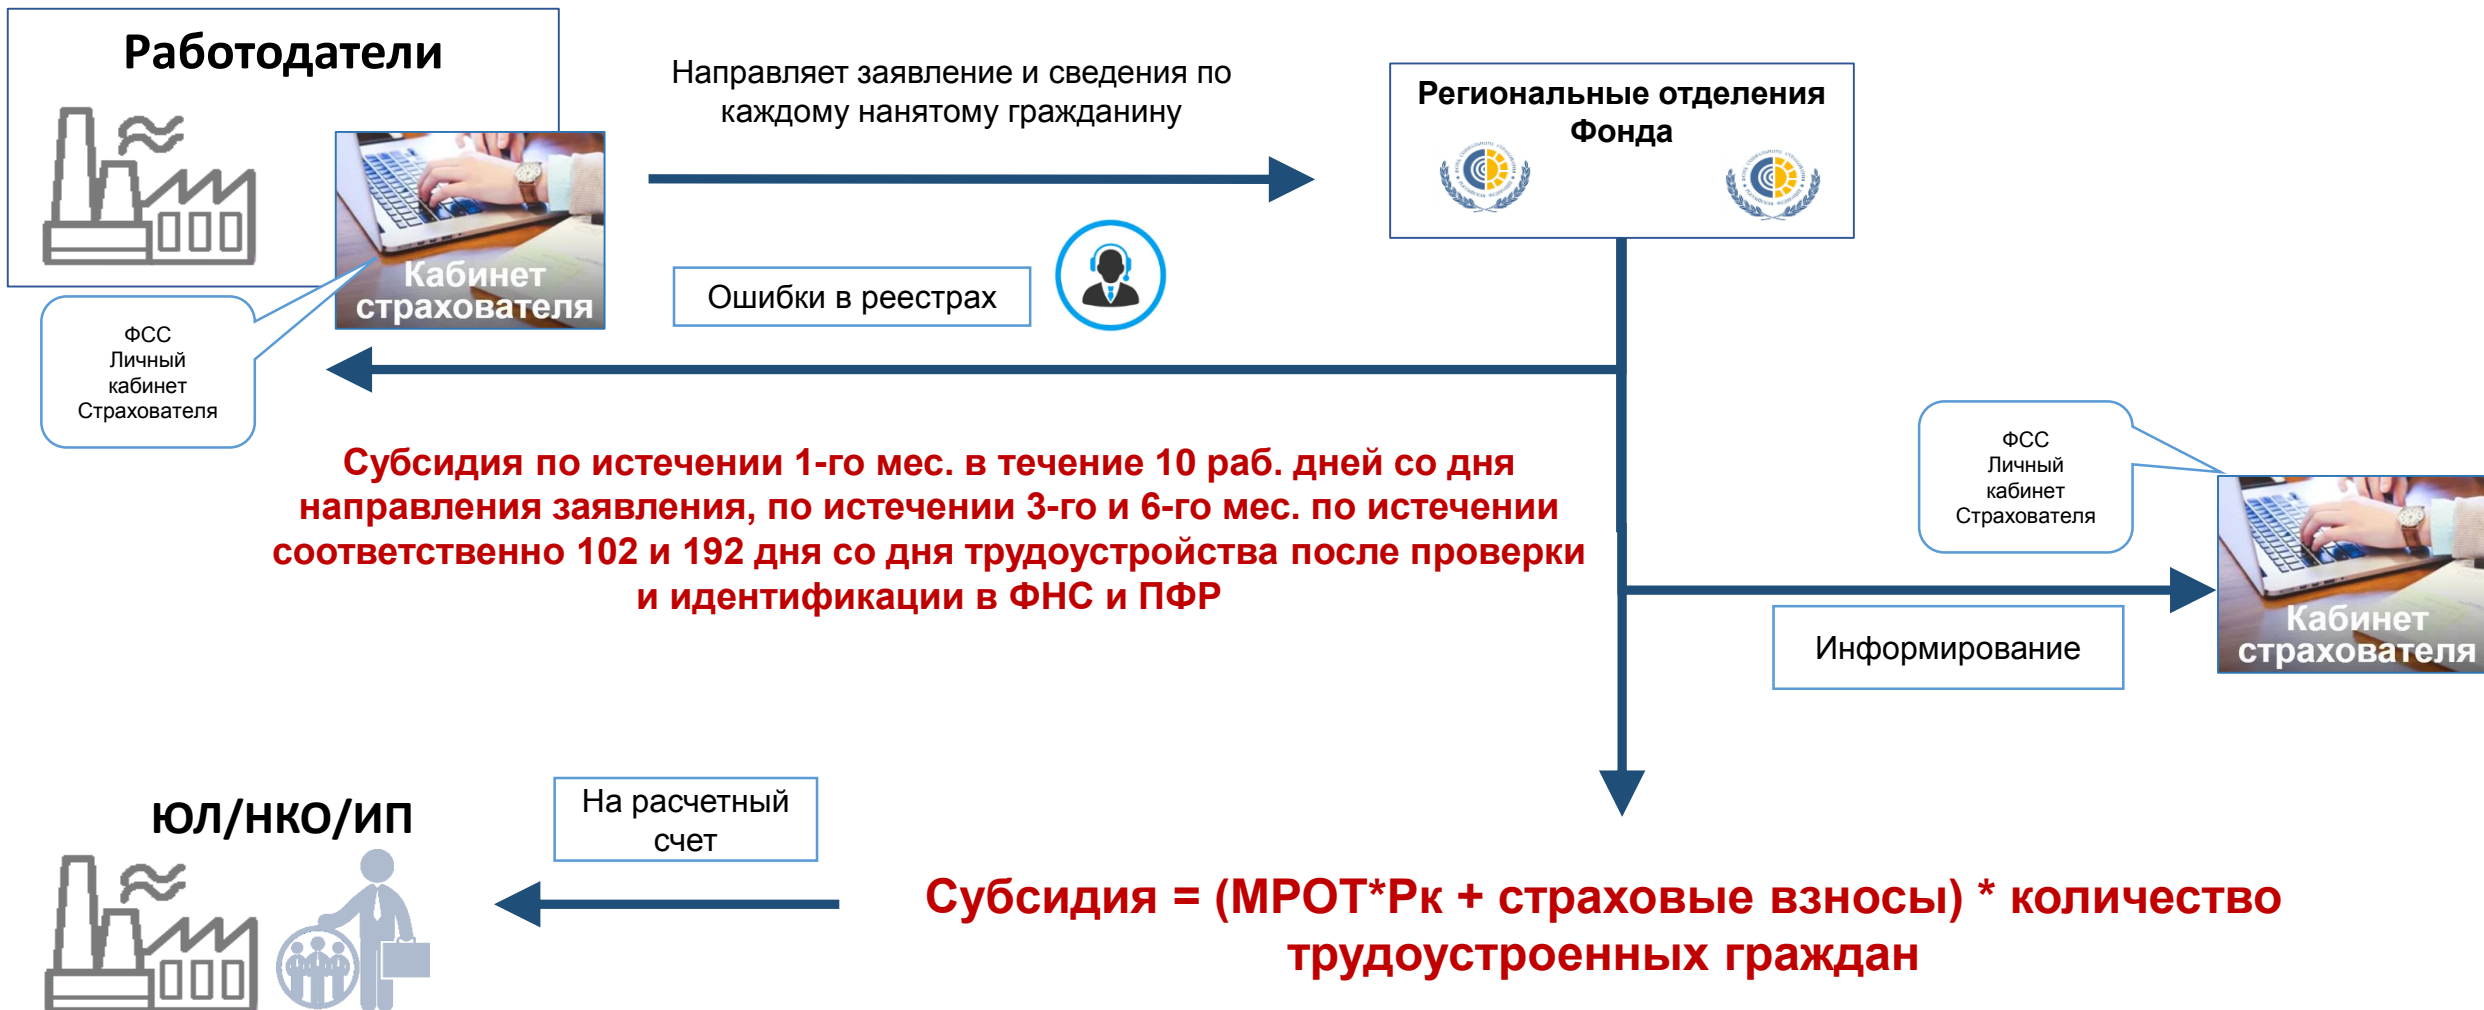 Работодатели
Направляет заявление и сведения по
каждому нанятому гражданину
Региональные отделения
Фонда
Кабинет
страхователя
Ошибки в реестрах
ФСС
Личный
кабинет
Страхователя
Субсидия по истечении 1-го мес. в течение 10 раб. дней со дня
направления заявления, по истечении 3-го и 6-го мес. по истечении
соответственно 102 и 192 дня со дня трудоустройства после проверки
и идентификации в ФНС и ПФР
ФСС
Личный
кабинет
Страхователя
Кабинет
страхователя
Информирование
ЮЛ/НКО/ИП
На расчетный
счет
Субсидия = (МРОТ*Рк + страховые взносы) * количество
трудоустроенных граждан